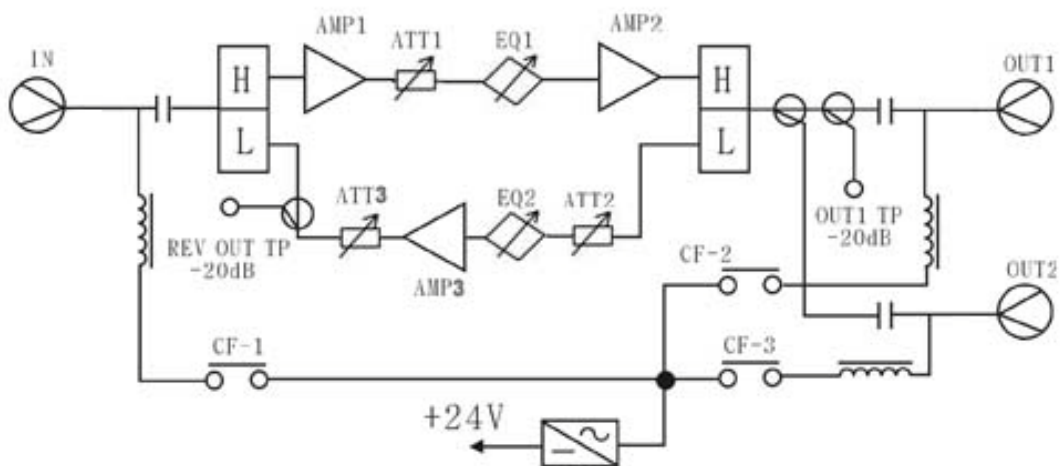 AMP1
AMP2
ATT1
EQ1
IN
OUT1
H
H
L
L
ATT3
EQ2
ATT2
REV OUT TP
-20dB
OUT1 TP
-20dB
AMP3
CF-2
OUT2
CF-1
CF-3
+24V